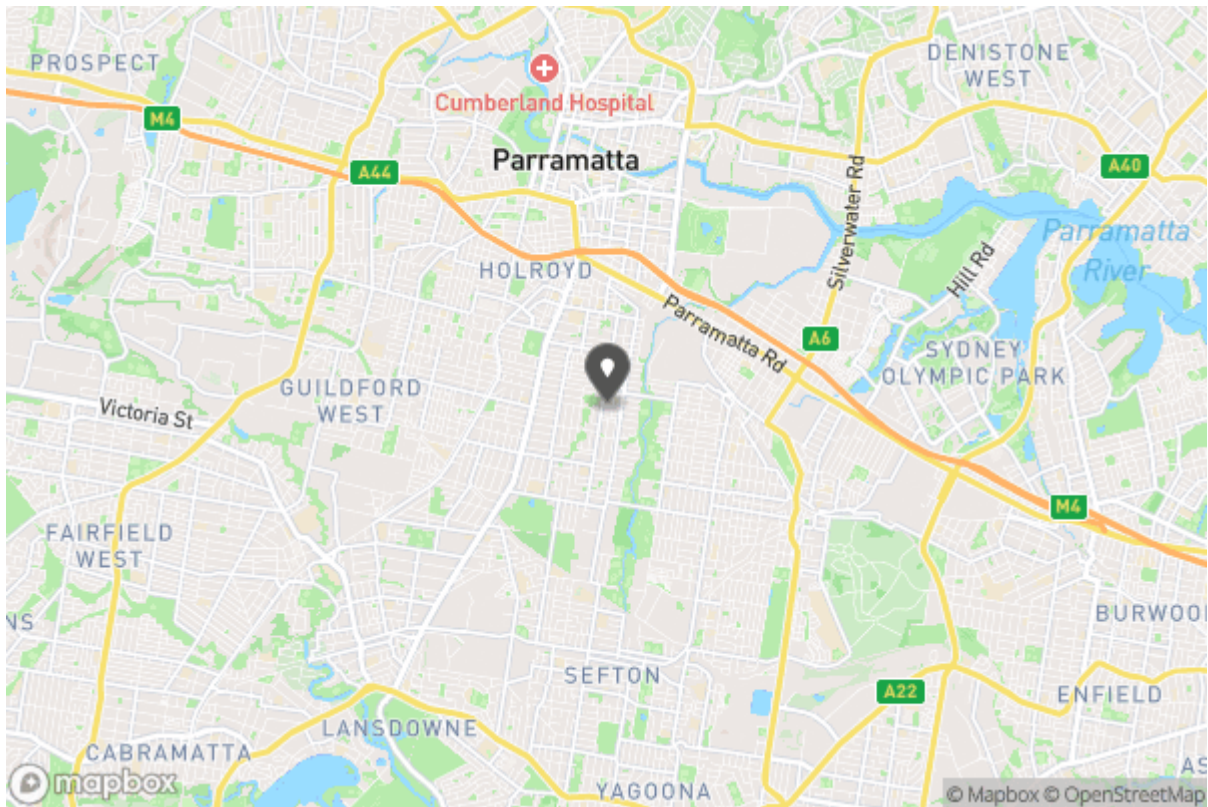 PROSPECT
M4
Cumberland Hospital
DENISTONE
WEST
A44
Parramatta
Silverwater Rd
A40
Parramatta
River
HOLROYD
Hill Rd
Parramatta Rd
A6
SYDNEY
OLYMPIC PARK
GUILDFORD
WEST
Victoria St
M4
FAIRFIELD
WEST
NS
BURWOO
SEFTON
A22
ENFIELD
LANSDOWNE
CABRAMATTA
AS
YAGOONA
mapbox
© Mapbox © OpenStreetMap